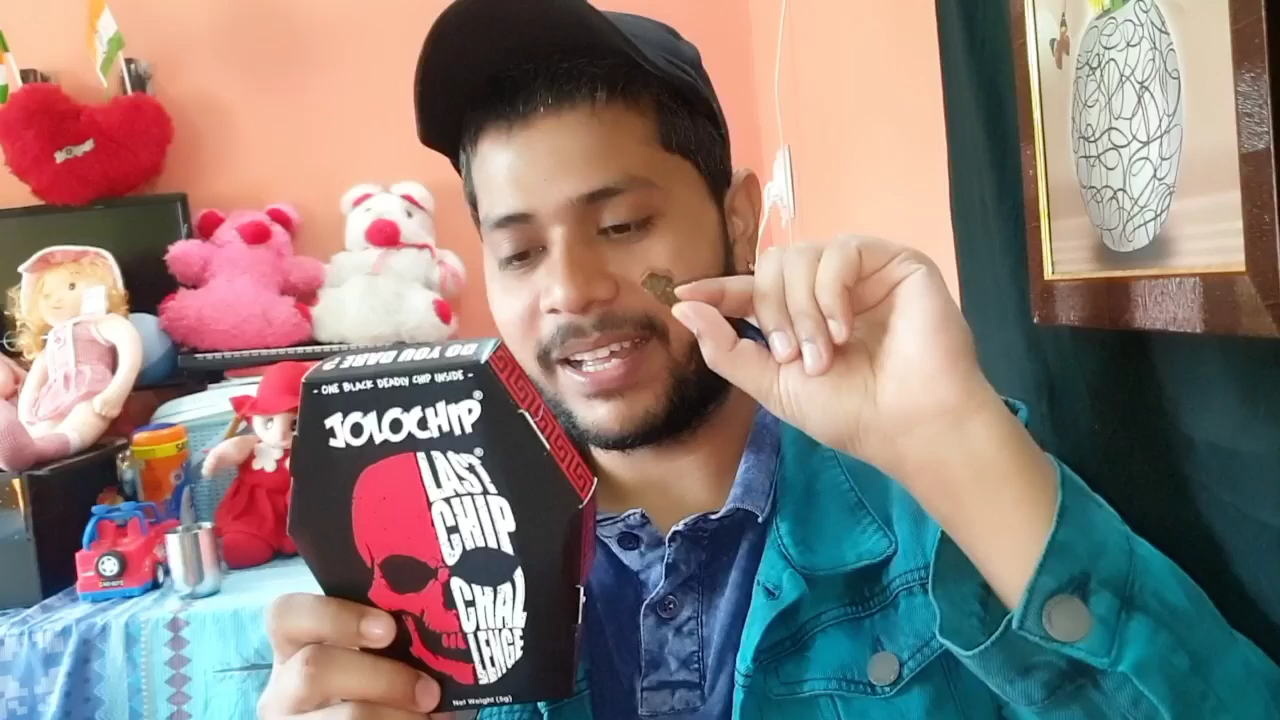 DO YOU DARE ?
- ONE BLACK DEADLY CHIP INSIDE -
JOLOCHIP®
LAST®
CHIP
CHAL
LENGE
Net Weight (5g)